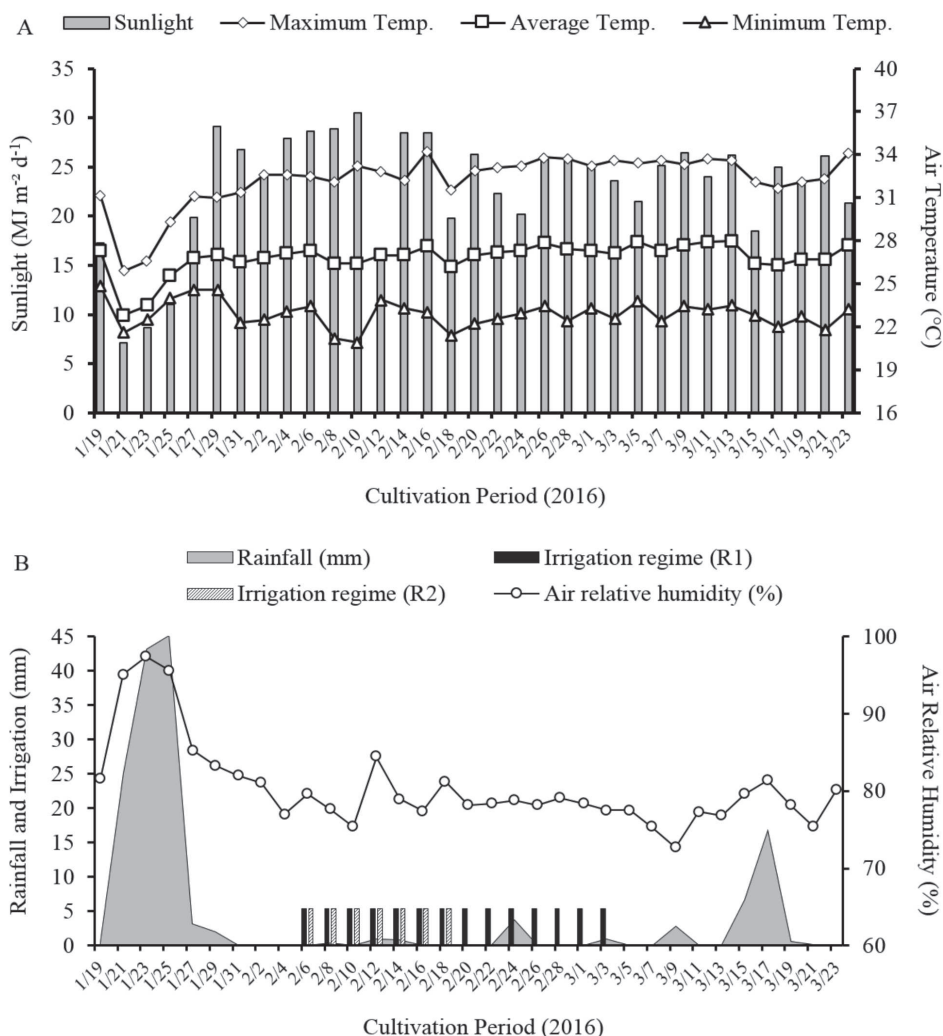 A
Sunlight Maximum Temp. Average Temp. Minimum Temp.
35 40
30 37
25 34
20 31
15 28
10 25
5 22
0 19
16
Sunlight (MJ m⁻² d⁻¹)
Air Temperature (°C)
1/19 1/21 1/23 1/25 1/27 1/29 1/31 2/2 2/4 2/6 2/8 2/10 2/12 2/14 2/16 2/18 2/20 2/22 2/24 2/26 2/28 3/1 3/3 3/5 3/7 3/9 3/11 3/13 3/15 3/17 3/19 3/21 3/23
Cultivation Period (2016)
B
Rainfall (mm) Irrigation regime (R1)
Irrigation regime (R2) Air relative humidity (%)
45 100
40
35 90
30
25 80
20
15 70
10
5
0 60
Rainfall and Irrigation (mm)
Air Relative Humidity (%)
1/19 1/21 1/23 1/25 1/27 1/29 1/31 2/2 2/4 2/6 2/8 2/10 2/12 2/14 2/16 2/18 2/20 2/22 2/24 2/26 2/28 3/1 3/3 3/5 3/7 3/9 3/11 3/13 3/15 3/17 3/19 3/21 3/23
Cultivation Period (2016)